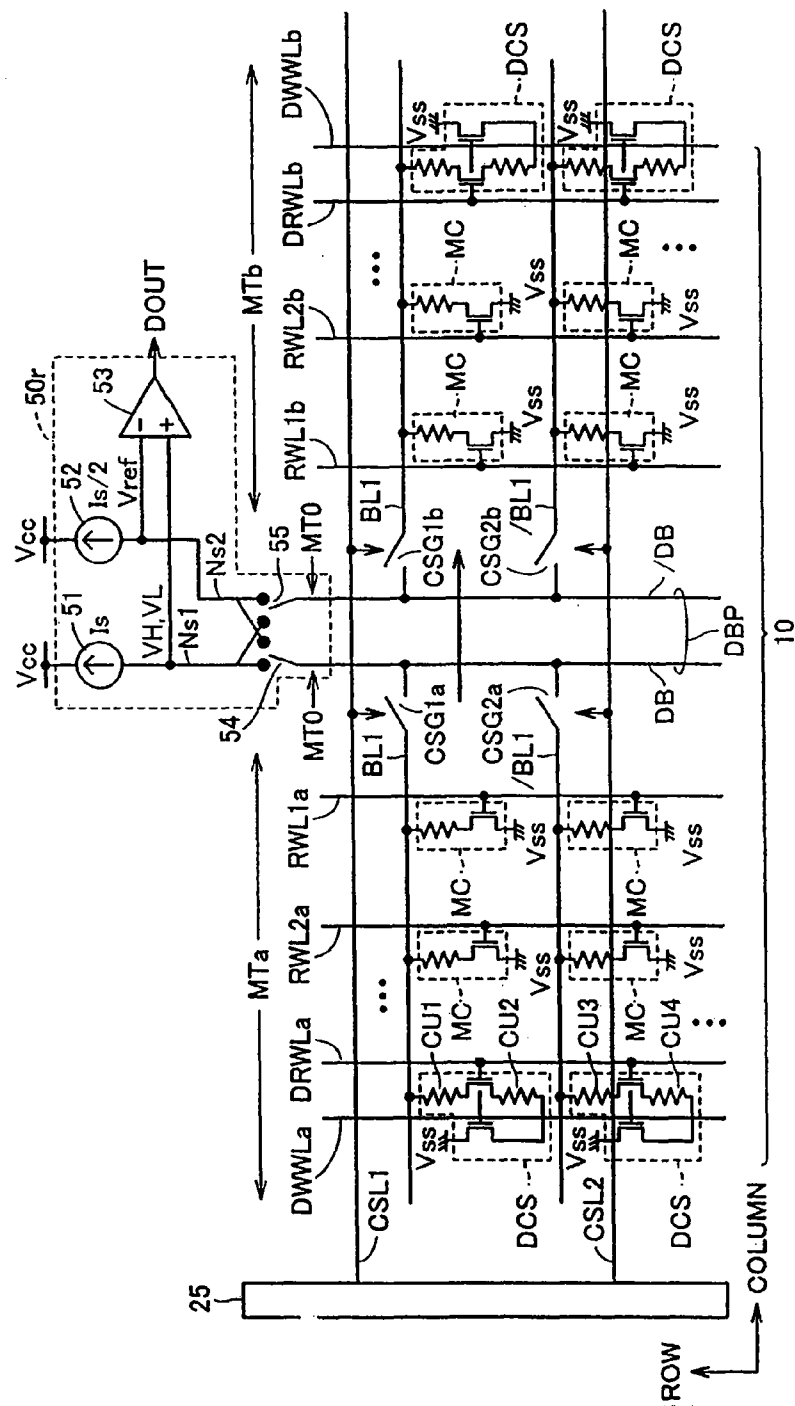 50r
Vcc
Vcc
51
Is
52
Is/2
53
DOUT
Vref
VH,VL
Ns1
Ns2
54
55
MT0
MT0
MTa
MTb
DWWLa
DRWLa
RWL2a
RWL1a
RWL1b
RWL2b
DRWLb
DWWLb
25
CSL1
BL1
CSG1a
CSG1b
BL1
Vss
CU1
CU2
DCS
MC
Vss
MC
Vss
MC
Vss
MC
Vss
Vss
DCS
/BL1
CSG2a
CSG2b
/BL1
CSL2
Vss
CU3
CU4
DCS
MC
Vss
MC
Vss
MC
Vss
MC
Vss
Vss
DCS
DB
/DB
DBP
10
ROW
COLUMN